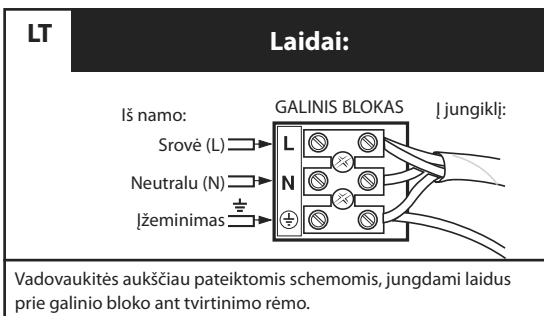 LT
Laidai:
Iš namo:
GALINIS BLOKAS
Į jungiklį:
Srovė (L)
L
Neutralu (N)
N
Įžeminimas
Vadovaukitės aukščiau pateiktomis schemomis, jungdami laidus
prie galinio bloko ant tvirtinimo rėmo.